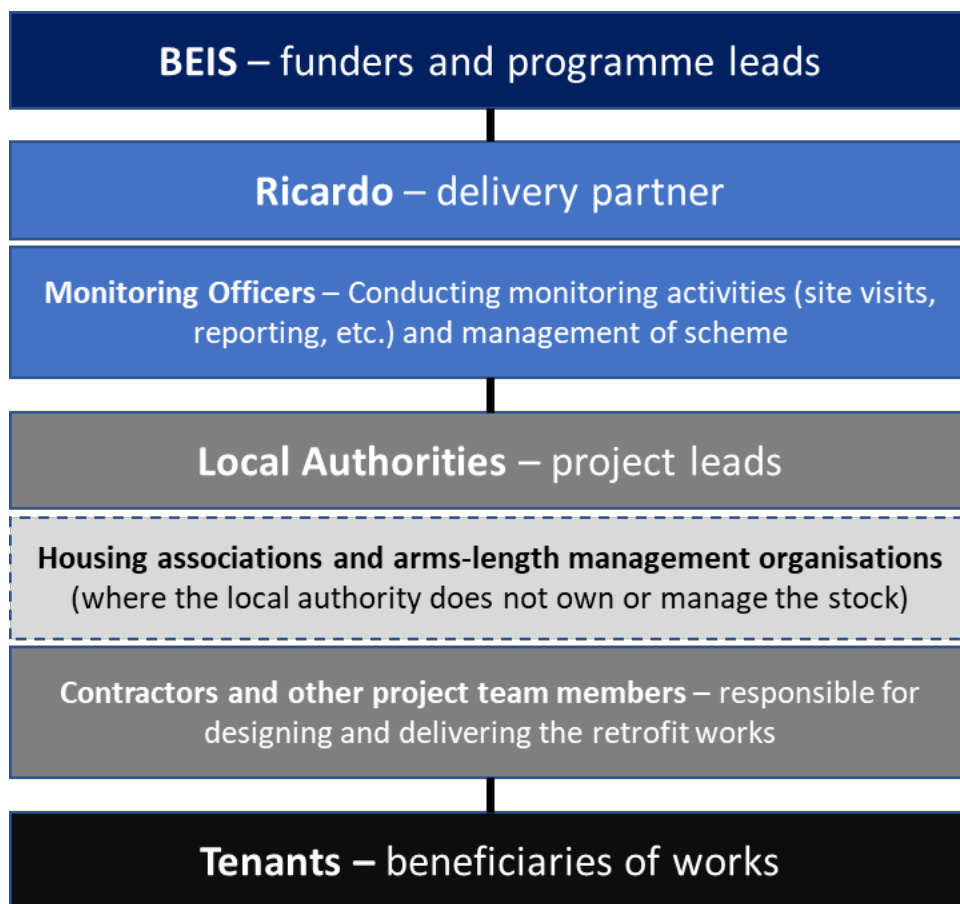 BEIS – funders and programme leads
Ricardo – delivery partner
Monitoring Officers – Conducting monitoring activities (site visits,
reporting, etc.) and management of scheme
Local Authorities – project leads
Housing associations and arms-length management organisations
(where the local authority does not own or manage the stock)
Contractors and other project team members – responsible for
designing and delivering the retrofit works
Tenants – beneficiaries of works